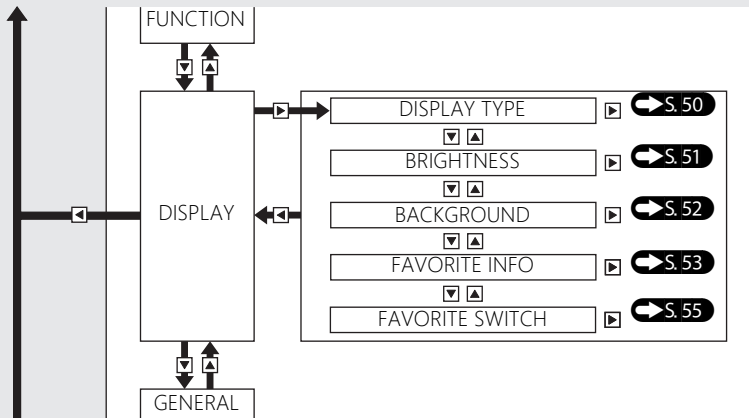 FUNCTION
DISPLAY
DISPLAY TYPE
S. 50
BRIGHTNESS
S. 51
BACKGROUND
S. 52
FAVORITE INFO
S. 53
FAVORITE SWITCH
S. 55
GENERAL